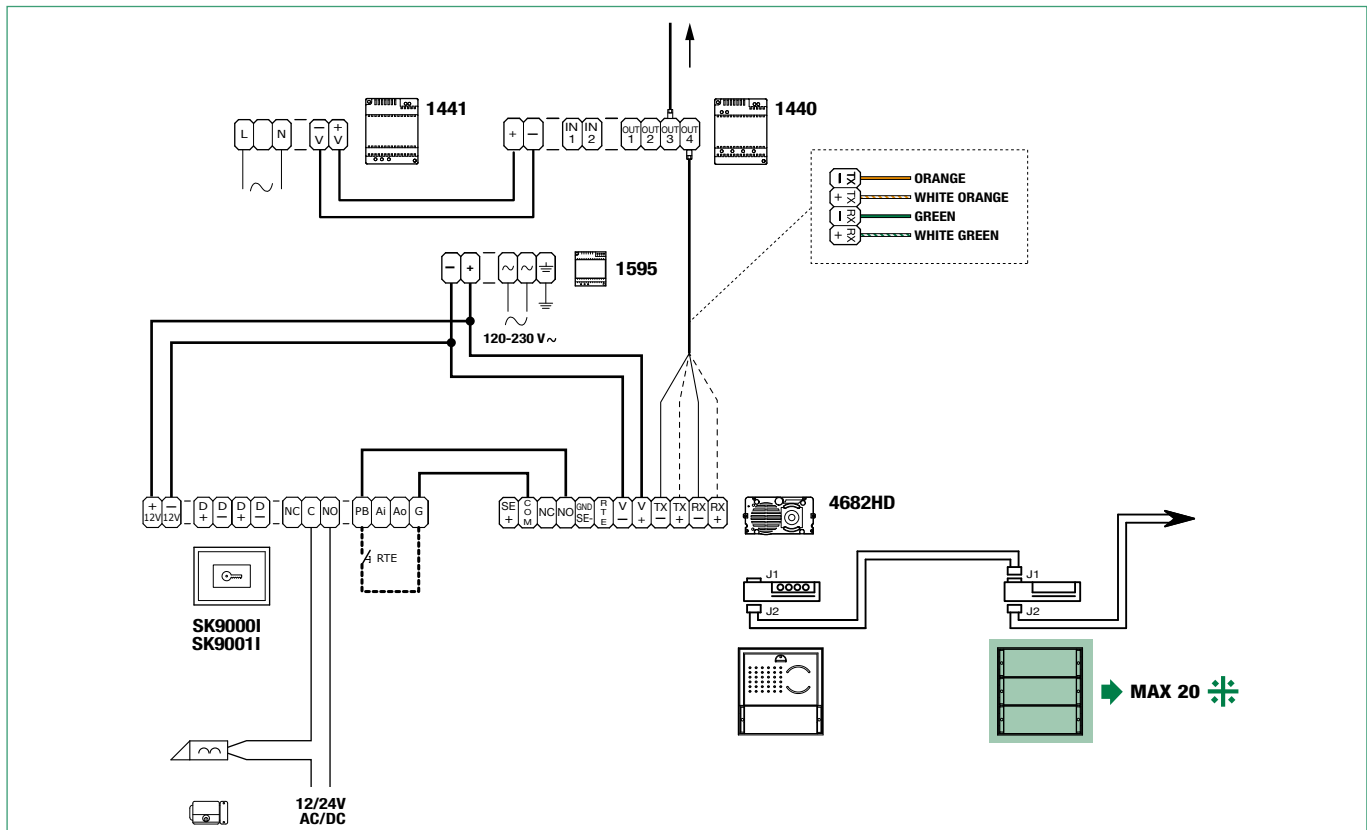 1441
L N – V + V
+ – IN 1 IN 2 OUT 1 OUT 2 OUT 3 OUT 4
1440
– TX ORANGE
+ TX WHITE ORANGE
– RX GREEN
+ RX WHITE GREEN
– + ~ ~
1595
120-230 V~
+ 12V – 12V D + D – D + D – NC C NO PB Ai Ao G
SE + COM NC NO GND SE- RTE V – V + TX – TX + RX – RX +
4682HD
RTE
J1
J2
J1
J2
SK9000I
SK9001I
MAX 20
12/24V
AC/DC